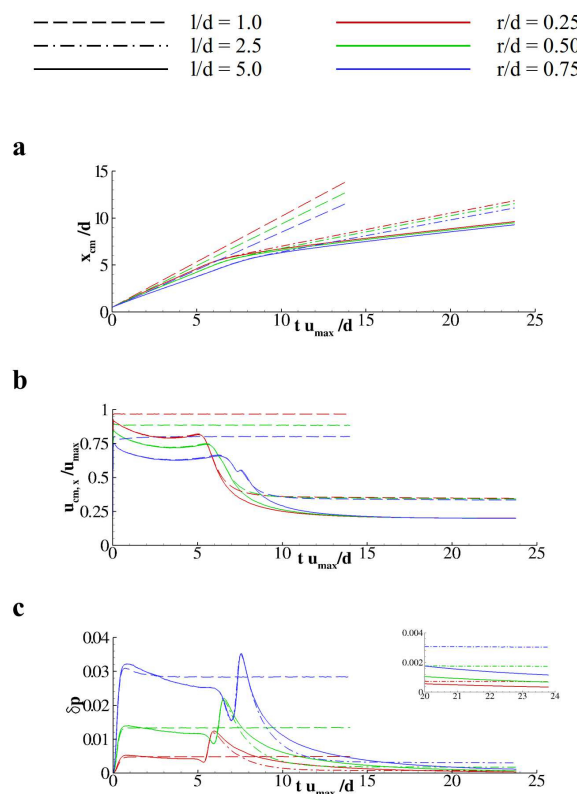 l/d = 1.0 r/d = 0.25
l/d = 2.5 r/d = 0.50
l/d = 5.0 r/d = 0.75
a
15
10
5
0
x_cm/d
0 5 10 15 20 25
t u_max/d
b
1
0.75
0.5
0.25
0
u_cm, x/u_max
0 5 10 15 20 25
t u_max/d
c
0.04
0.03
0.02
0.01
0
δp
0.004
0.002
0
20 21 22 23 24
0 5 10 15 20 25
t u_max/d